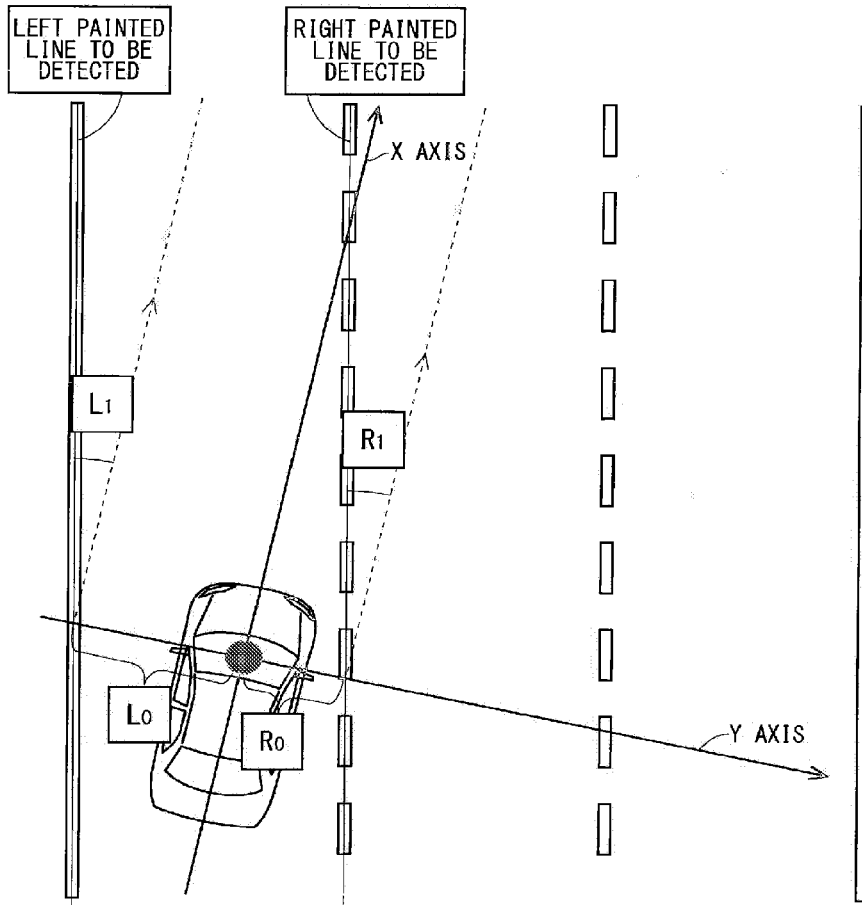 LEFT PAINTED
LINE TO BE
DETECTED
RIGHT PAINTED
LINE TO BE
DETECTED
X AXIS
L1
R1
L0
R0
Y AXIS